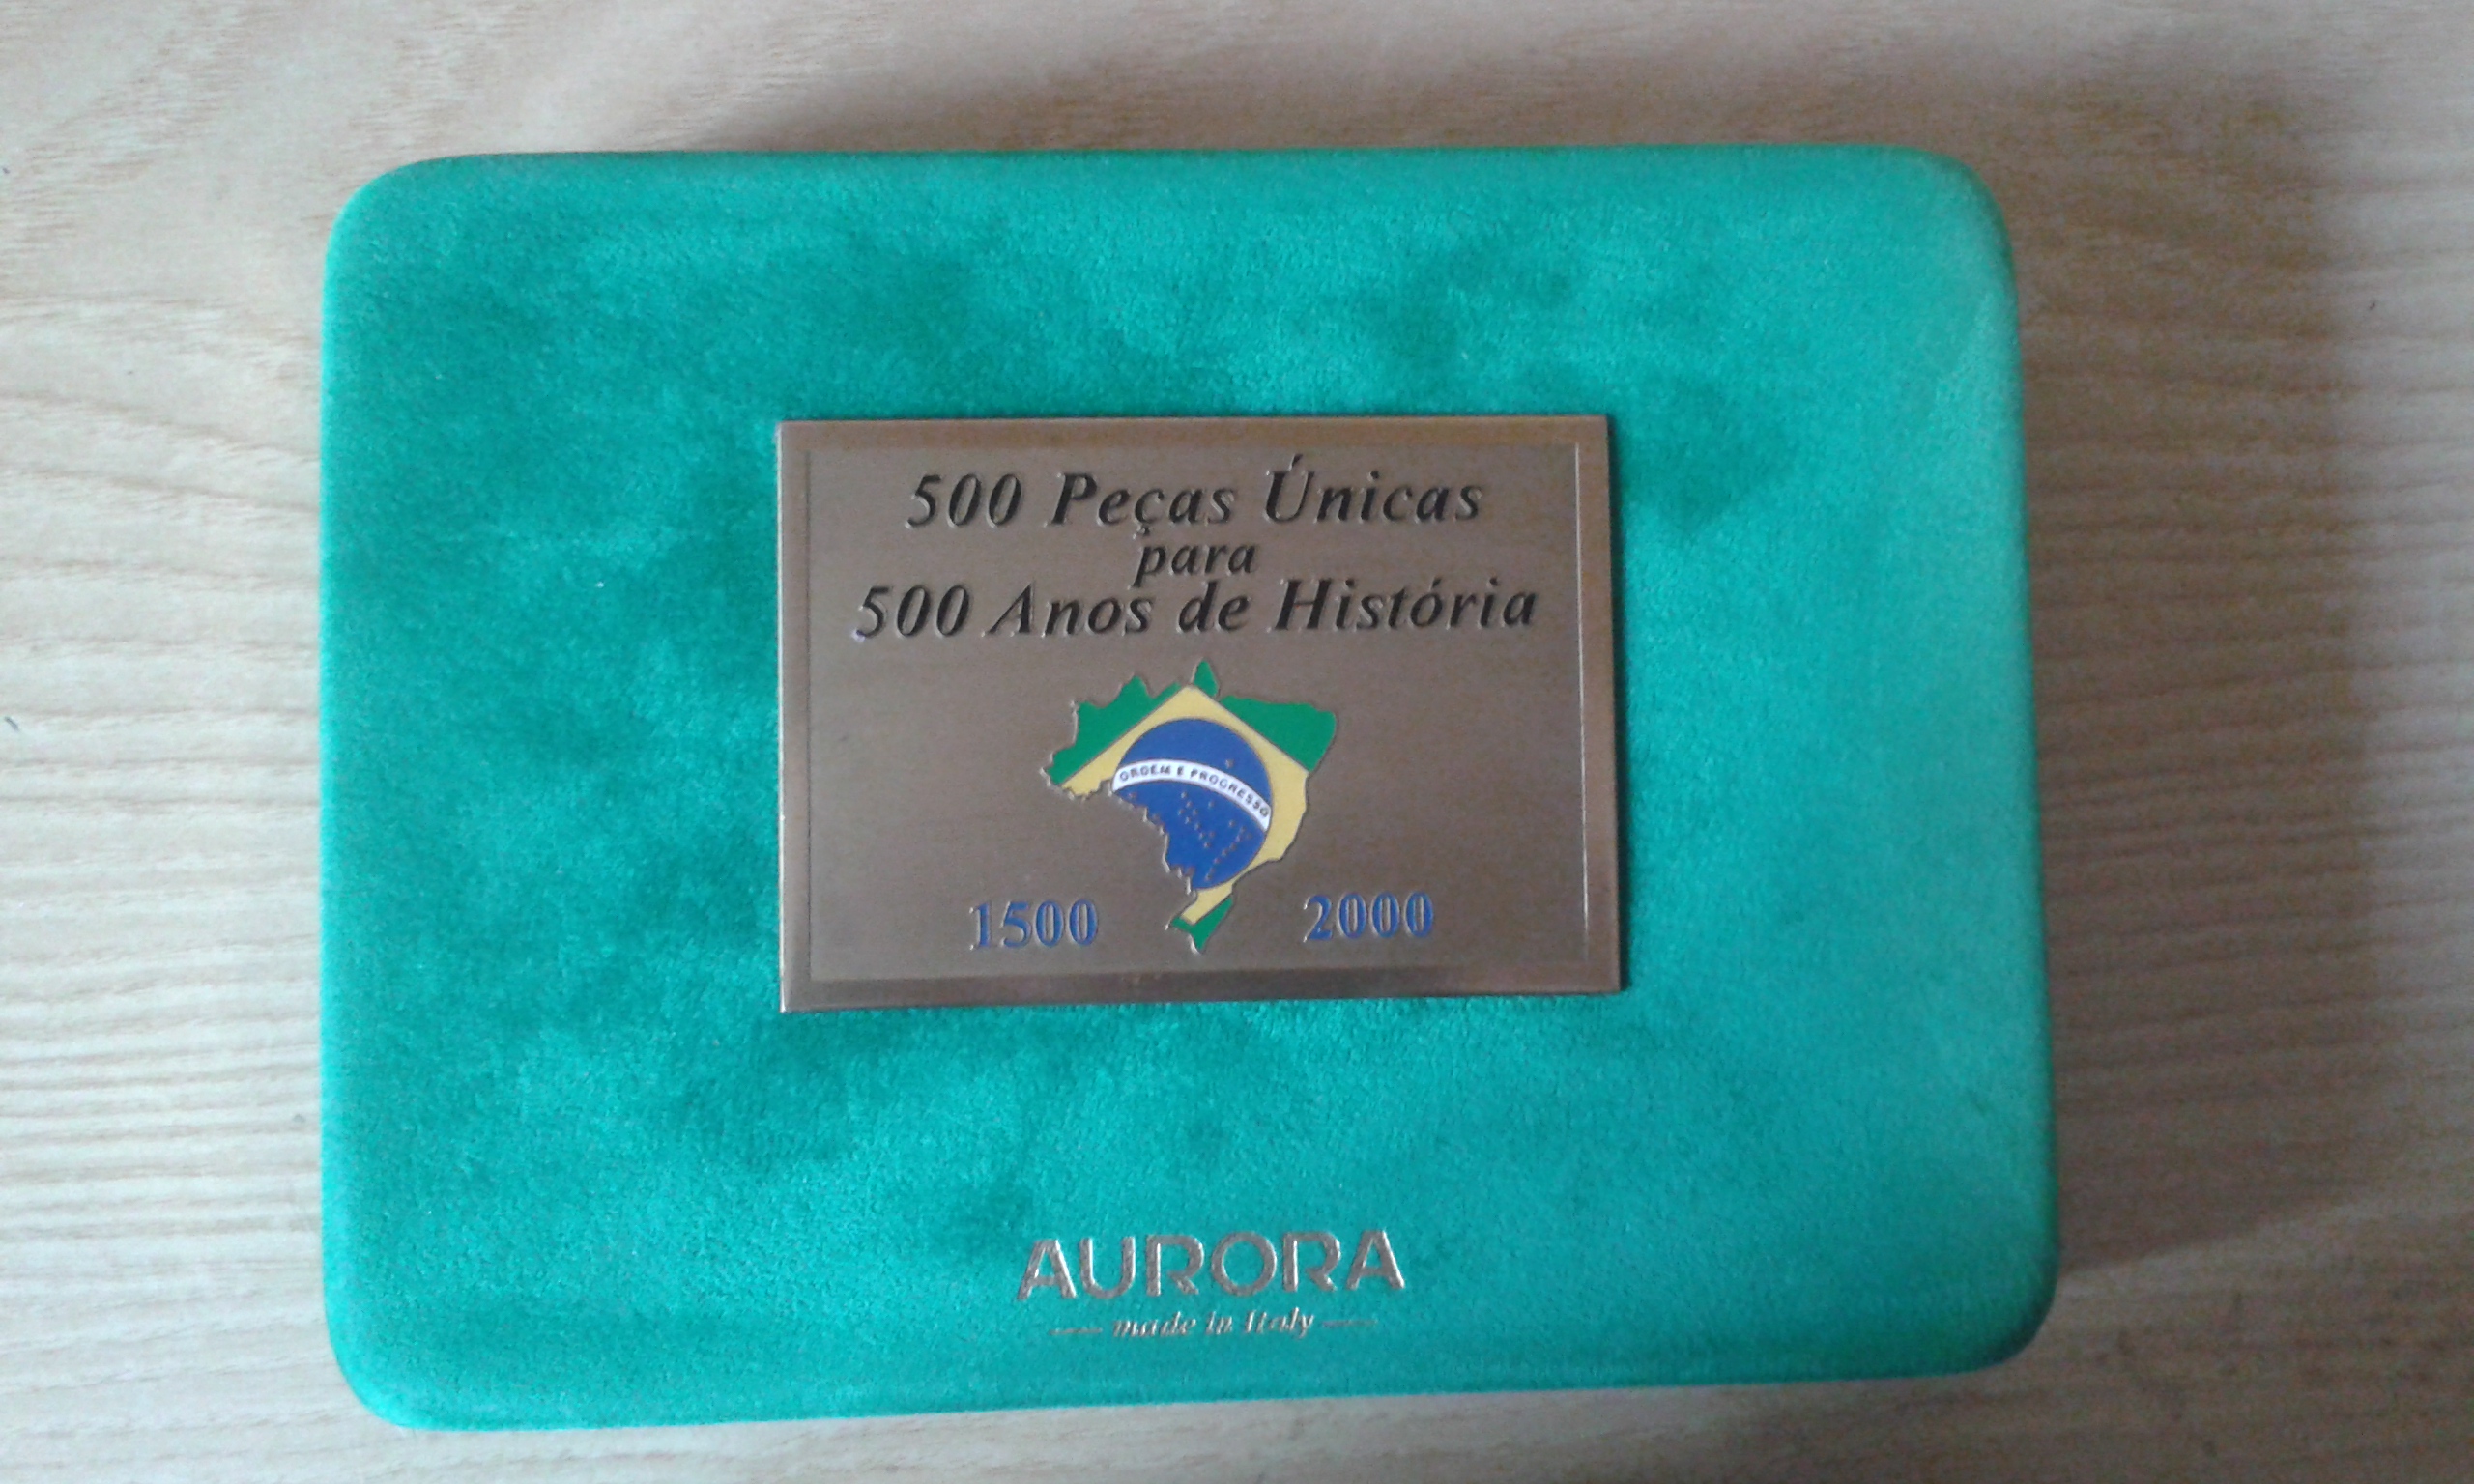 500 Peças Únicas
para
500 Anos de História
ORDEM E PROGRESSO
1500 2000
AURORA
made in Italy